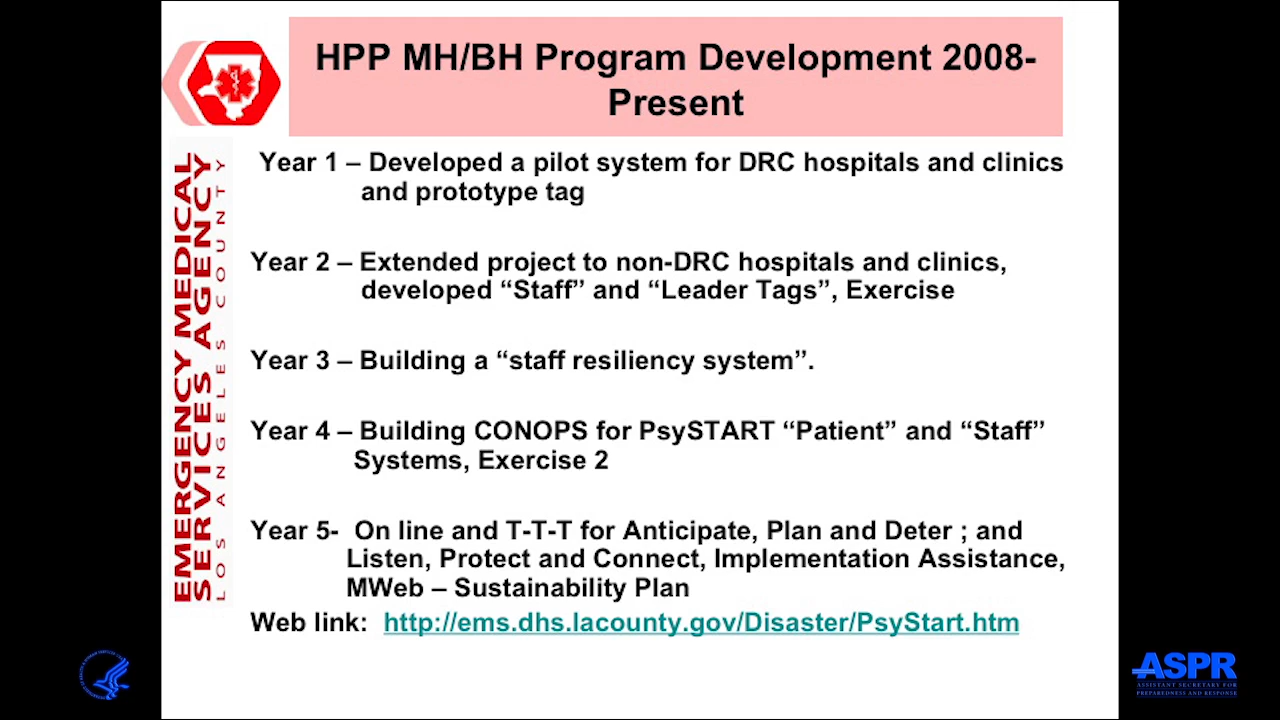 HPP MH/BH Program Development 2008-
Present
EMERGENCY MEDICAL
SERVICES AGENCY
LOS ANGELES COUNTY
Year 1 – Developed a pilot system for DRC hospitals and clinics
and prototype tag
Year 2 – Extended project to non-DRC hospitals and clinics,
developed “Staff” and “Leader Tags”, Exercise
Year 3 – Building a “staff resiliency system”.
Year 4 – Building CONOPS for PsySTART “Patient” and “Staff”
Systems, Exercise 2
Year 5- On line and T-T-T for Anticipate, Plan and Deter ; and
Listen, Protect and Connect, Implementation Assistance,
MWeb – Sustainability Plan
Web link: http://ems.dhs.lacounty.gov/Disaster/PsyStart.htm
ASPR
ASSISTANT SECRETARY FOR
PREPAREDNESS AND RESPONSE